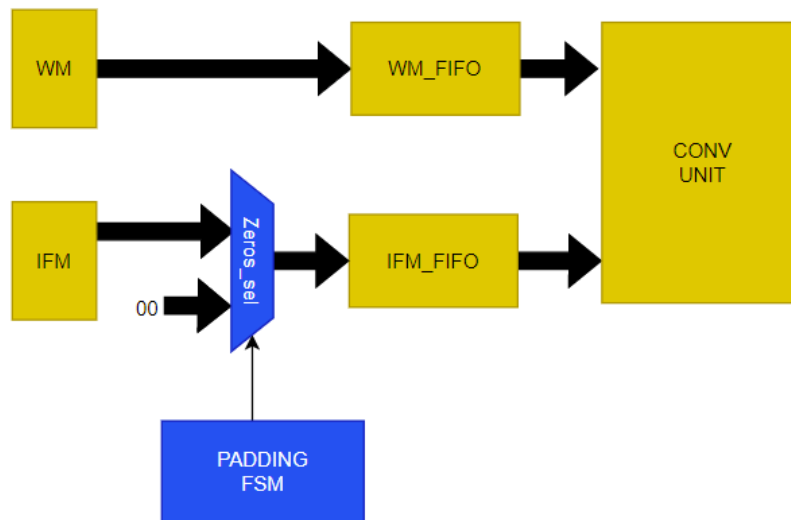 WM
WM_FIFO
CONV
UNIT
IFM
Zeros_sel
IFM_FIFO
00
PADDING
FSM